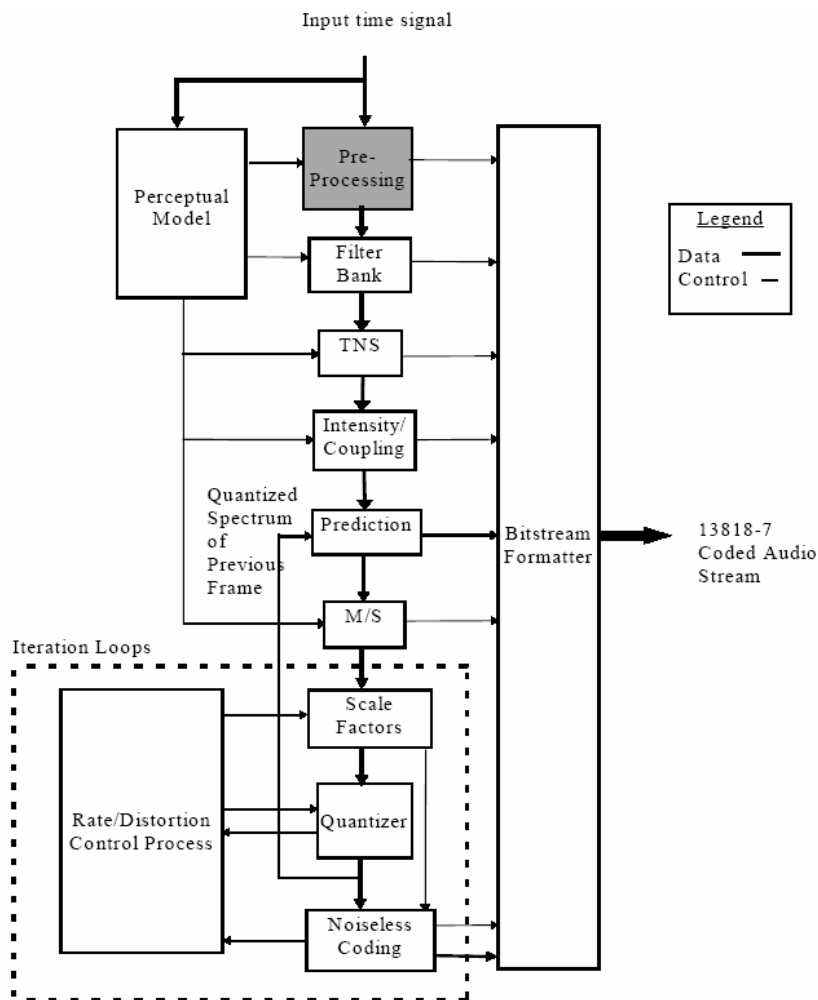 Input time signal
Pre-
Processing
Perceptual
Model
Filter
Bank
Legend
Data
Control
TNS
Intensity/
Coupling
Quantized
Spectrum
of
Previous
Frame
Prediction
Bitstream
Formatter
13818-7
Coded Audio
Stream
M/S
Iteration Loops
Scale
Factors
Rate/Distortion
Control Process
Quantizer
Noiseless
Coding